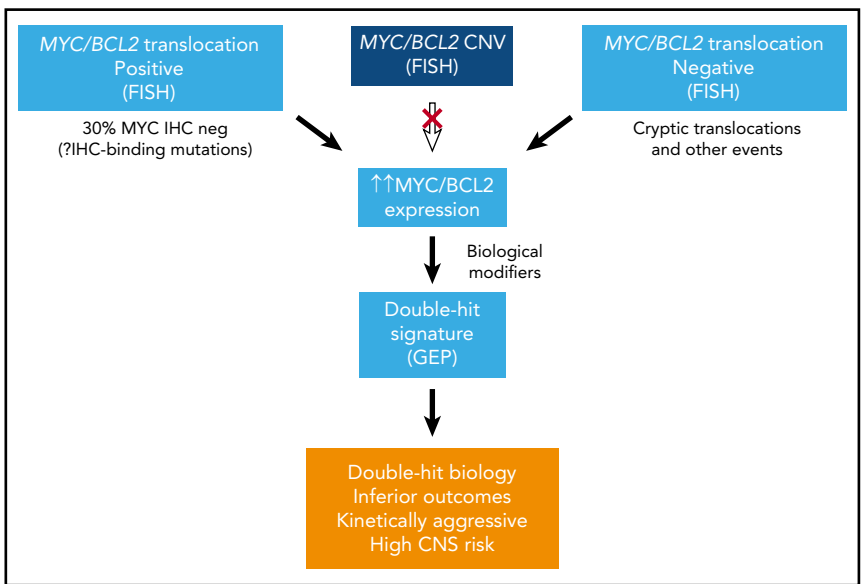 MYC/BCL2 translocation
Positive
(FISH)
MYC/BCL2 CNV
(FISH)
MYC/BCL2 translocation
Negative
(FISH)
30% MYC IHC neg
(?IHC-binding mutations)
Cryptic translocations
and other events
↑↑MYC/BCL2
expression
Biological
modifiers
Double-hit
signature
(GEP)
Double-hit biology
Inferior outcomes
Kinetically aggressive
High CNS risk